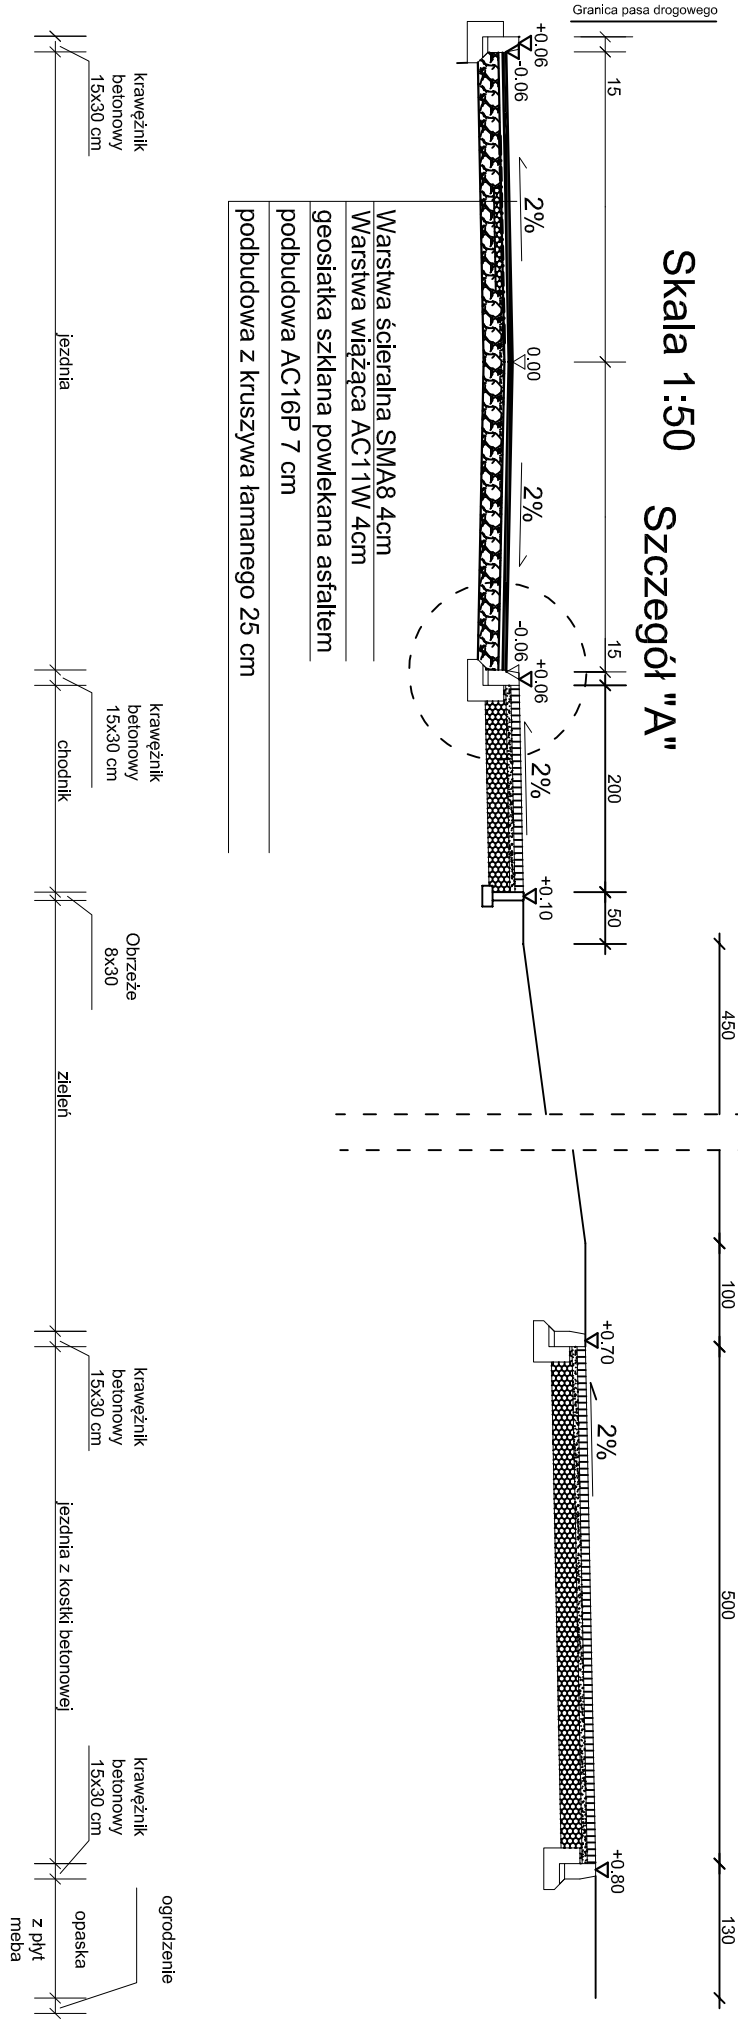 Granica pasa drogowego
Skala 1:50
Szczegół "A"
15
15
200
50
450
100
500
130
+0.06
-0.06
2%
0.00
2%
-0.06
+0.06
2%
+0.10
+0.70
2%
+0.80
Warstwa ścieralna SMA8 4cm
Warstwa wiążąca AC11W 4cm
geosiatka szklana powlekana asfaltem
podbudowa AC16P 7 cm
podbudowa z kruszywa łamanego 25 cm
krawężnik
betonowy
15x30 cm
jezdnia
krawężnik
betonowy
15x30 cm
chodnik
Obrzeże
8x30
zieleń
krawężnik
betonowy
15x30 cm
jezdnia z kostki betonowej
krawężnik
betonowy
15x30 cm
ogrodzenie
opaska
z płyt
meba